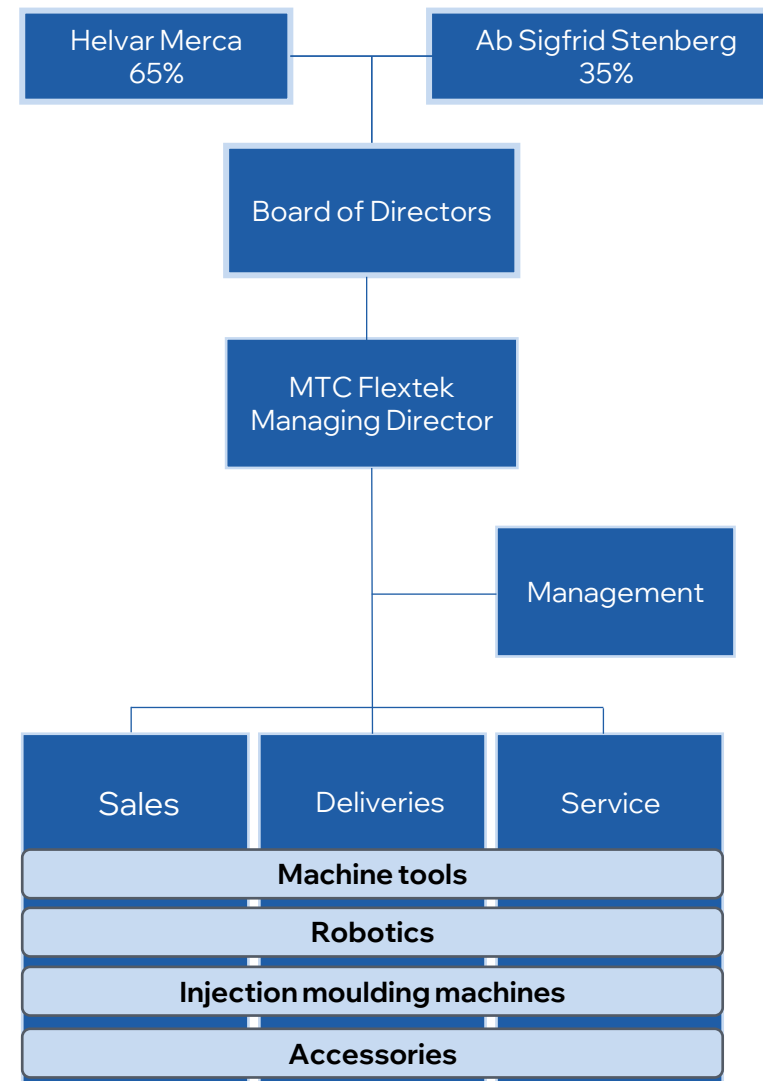 Helvar Merca
65%
Ab Sigfrid Stenberg
35%
Board of Directors
MTC Flextek
Managing Director
Management
Sales
Deliveries
Service
Machine tools
Robotics
Injection moulding machines
Accessories